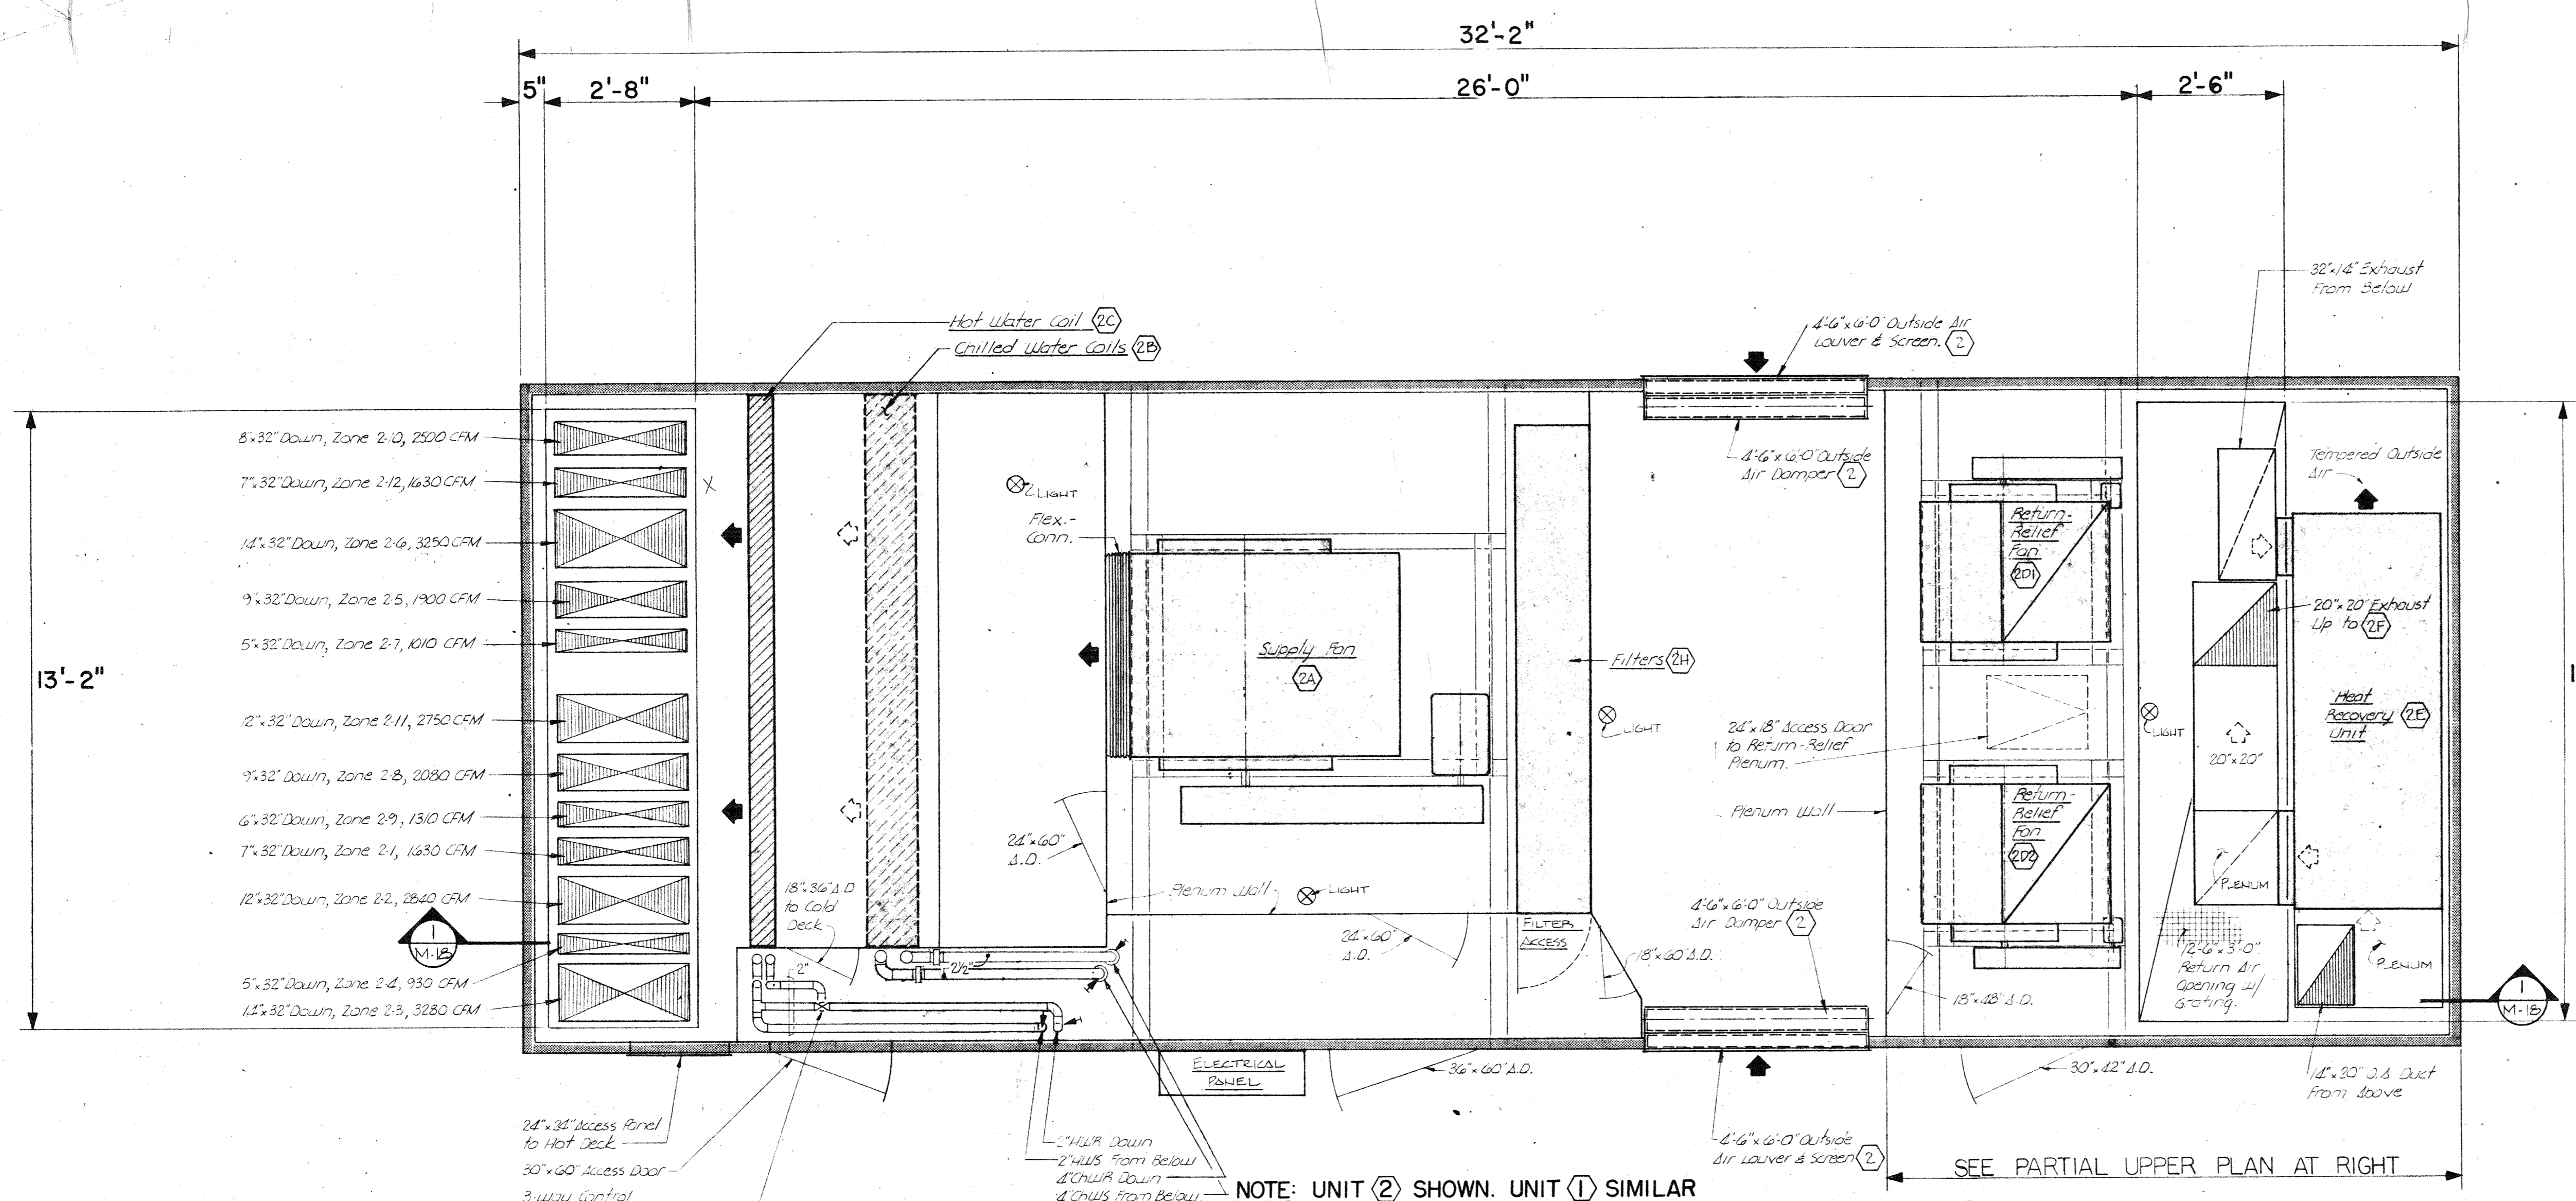 32'-2"
5"
2'-8"
26'-0"
2'-6"
32"x14" Exhaust
From Below
Hot Water Coil 2C
Chilled Water Coils 2B
4'-6"x6'-0" Outside Air
Louver & Screen. 2
4'-6"x6'-0" Outside
Air Damper 2
Tempered Outside
Air
8"x32" Down, Zone 2-10, 2500 CFM
7"x32" Down, Zone 2-12, 1630 CFM
X
14"x32" Down, Zone 2-6, 3250 CFM
9"x32" Down, Zone 2-5, 1900 CFM
5"x32" Down, Zone 2-7, 1010 CFM
13'-2"
12"x32" Down, Zone 2-11, 2750 CFM
9"x32" Down, Zone 2-8, 2080 CFM
6"x32" Down, Zone 2-9, 1310 CFM
7"x32" Down, Zone 2-1, 1630 CFM
12"x32" Down, Zone 2-2, 2840 CFM
1
M-18
5"x32" Down, Zone 2-4, 930 CFM
14"x32" Down, Zone 2-3, 3280 CFM
LIGHT
Flex.-
Conn.
Supply Fan
2A
Filters 2H
LIGHT
Return-
Relief
Fan
2D1
20"x20" Exhaust
Up to 2F
Heat
Recovery 2E
Unit
24"x18" Access Door
to Return-Relief
Plenum.
LIGHT
20"x20"
Plenum Wall
Return-
Relief
Fan
2D2
24"x60"
A.D.
18"x36" A.D
to Cold
Deck
Plenum Wall
LIGHT
24"x60"
A.D.
FILTER
ACCESS
18"x60" A.D.
4'-6"x6'-0" Outside
Air Damper 2
PLENUM
12'-6"x3'-0"
Return Air
Opening w/
Grating.
PLENUM
18"x48" A.D.
1
M-18
2"
2½"
ELECTRICAL
PANEL
36"x60" A.D.
30"x42" A.D.
14"x30" O.A Duct
From Above
24"x34" Access Panel
to Hot Deck
30"x60" Access Door
3-way Control
2"HWR Down
2"HWS From Below
4"ChWR Down
4"ChWS From Below.
4'-6"x6'-0" Outside
Air Louver & Screen 2
SEE PARTIAL UPPER PLAN AT RIGHT
NOTE: UNIT 2 SHOWN. UNIT 1 SIMILAR